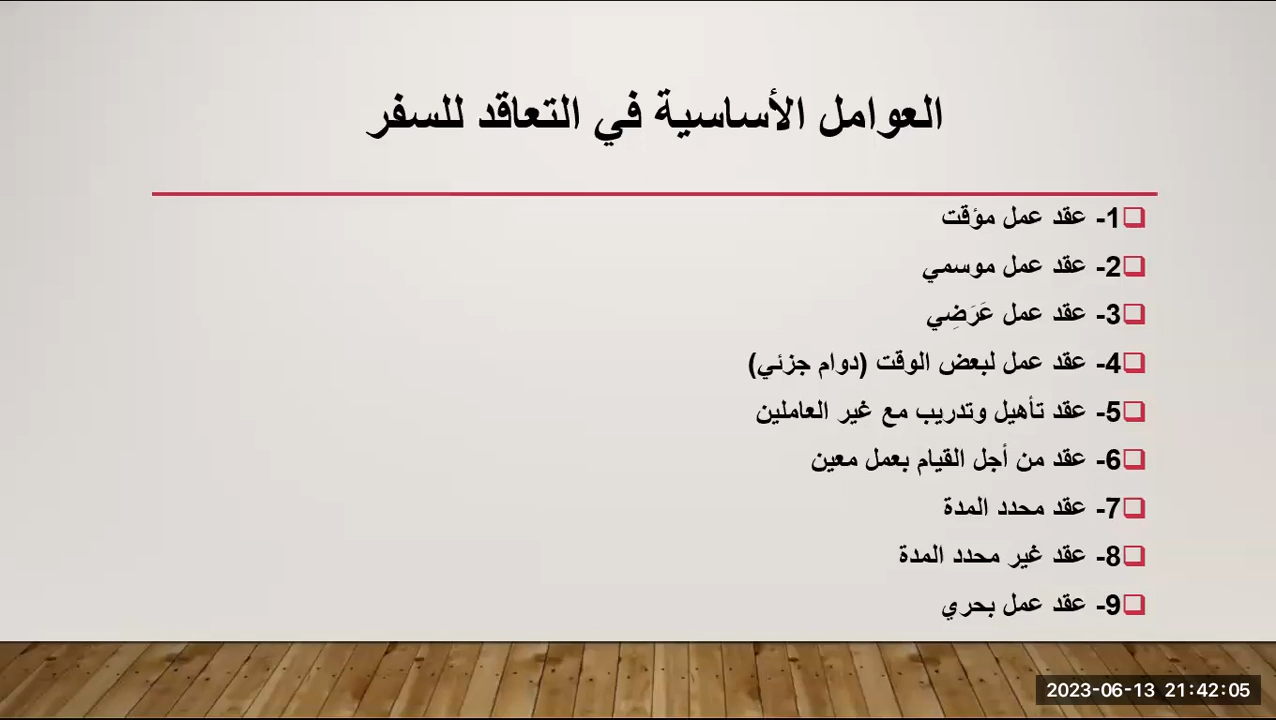 العوامل الأساسية في التعاقد للسفر
1- عقد عمل مؤقت
2- عقد عمل موسمي
3- عقد عمل عَرَضِي
4- عقد عمل لبعض الوقت (دوام جزئي)
5- عقد تأهيل وتدريب مع غير العاملين
6- عقد من أجل القيام بعمل معين
7- عقد محدد المدة
8- عقد غير محدد المدة
9- عقد عمل بحري
2023-06-13 21:42:05